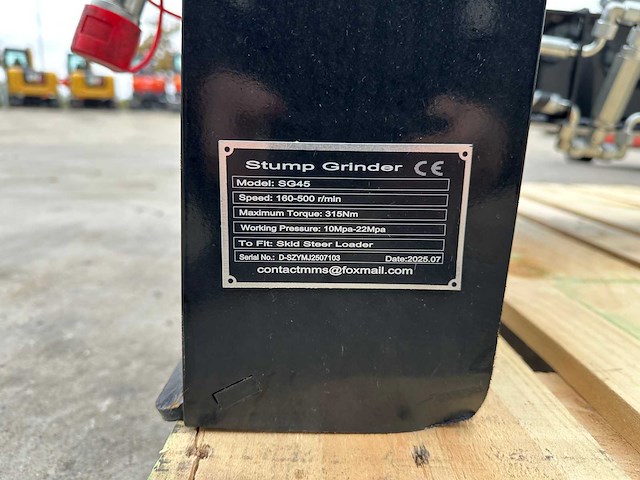 Stump Grinder CE
Model: SG45
Speed: 160-500 r/min
Maximum Torque: 315Nm
Working Pressure: 10Mpa-22Mpa
To Fit: Skid Steer Loader
Serial No.: D-SZYMJ2507103 Date:2025.07
contactmms@foxmail.com